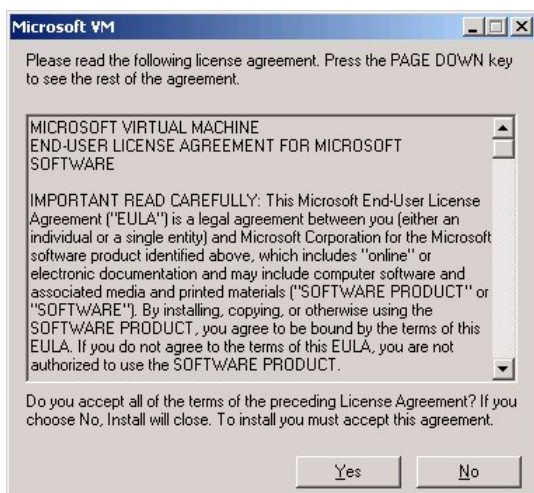 Microsoft VM
Please read the following license agreement. Press the PAGE DOWN key
to see the rest of the agreement.
MICROSOFT VIRTUAL MACHINE
END-USER LICENSE AGREEMENT FOR MICROSOFT
SOFTWARE
IMPORTANT READ CAREFULLY: This Microsoft End-User License
Agreement ("EULA") is a legal agreement between you (either an
individual or a single entity) and Microsoft Corporation for the Microsoft
software product identified above, which includes "online" or
electronic documentation and may include computer software and
associated media and printed materials ("SOFTWARE PRODUCT" or
"SOFTWARE"). By installing, copying, or otherwise using the
SOFTWARE PRODUCT, you agree to be bound by the terms of this
EULA. If you do not agree to the terms of this EULA, you are not
authorized to use the SOFTWARE PRODUCT.
Do you accept all of the terms of the preceding License Agreement? If you
choose No, Install will close. To install you must accept this agreement.
Yes No